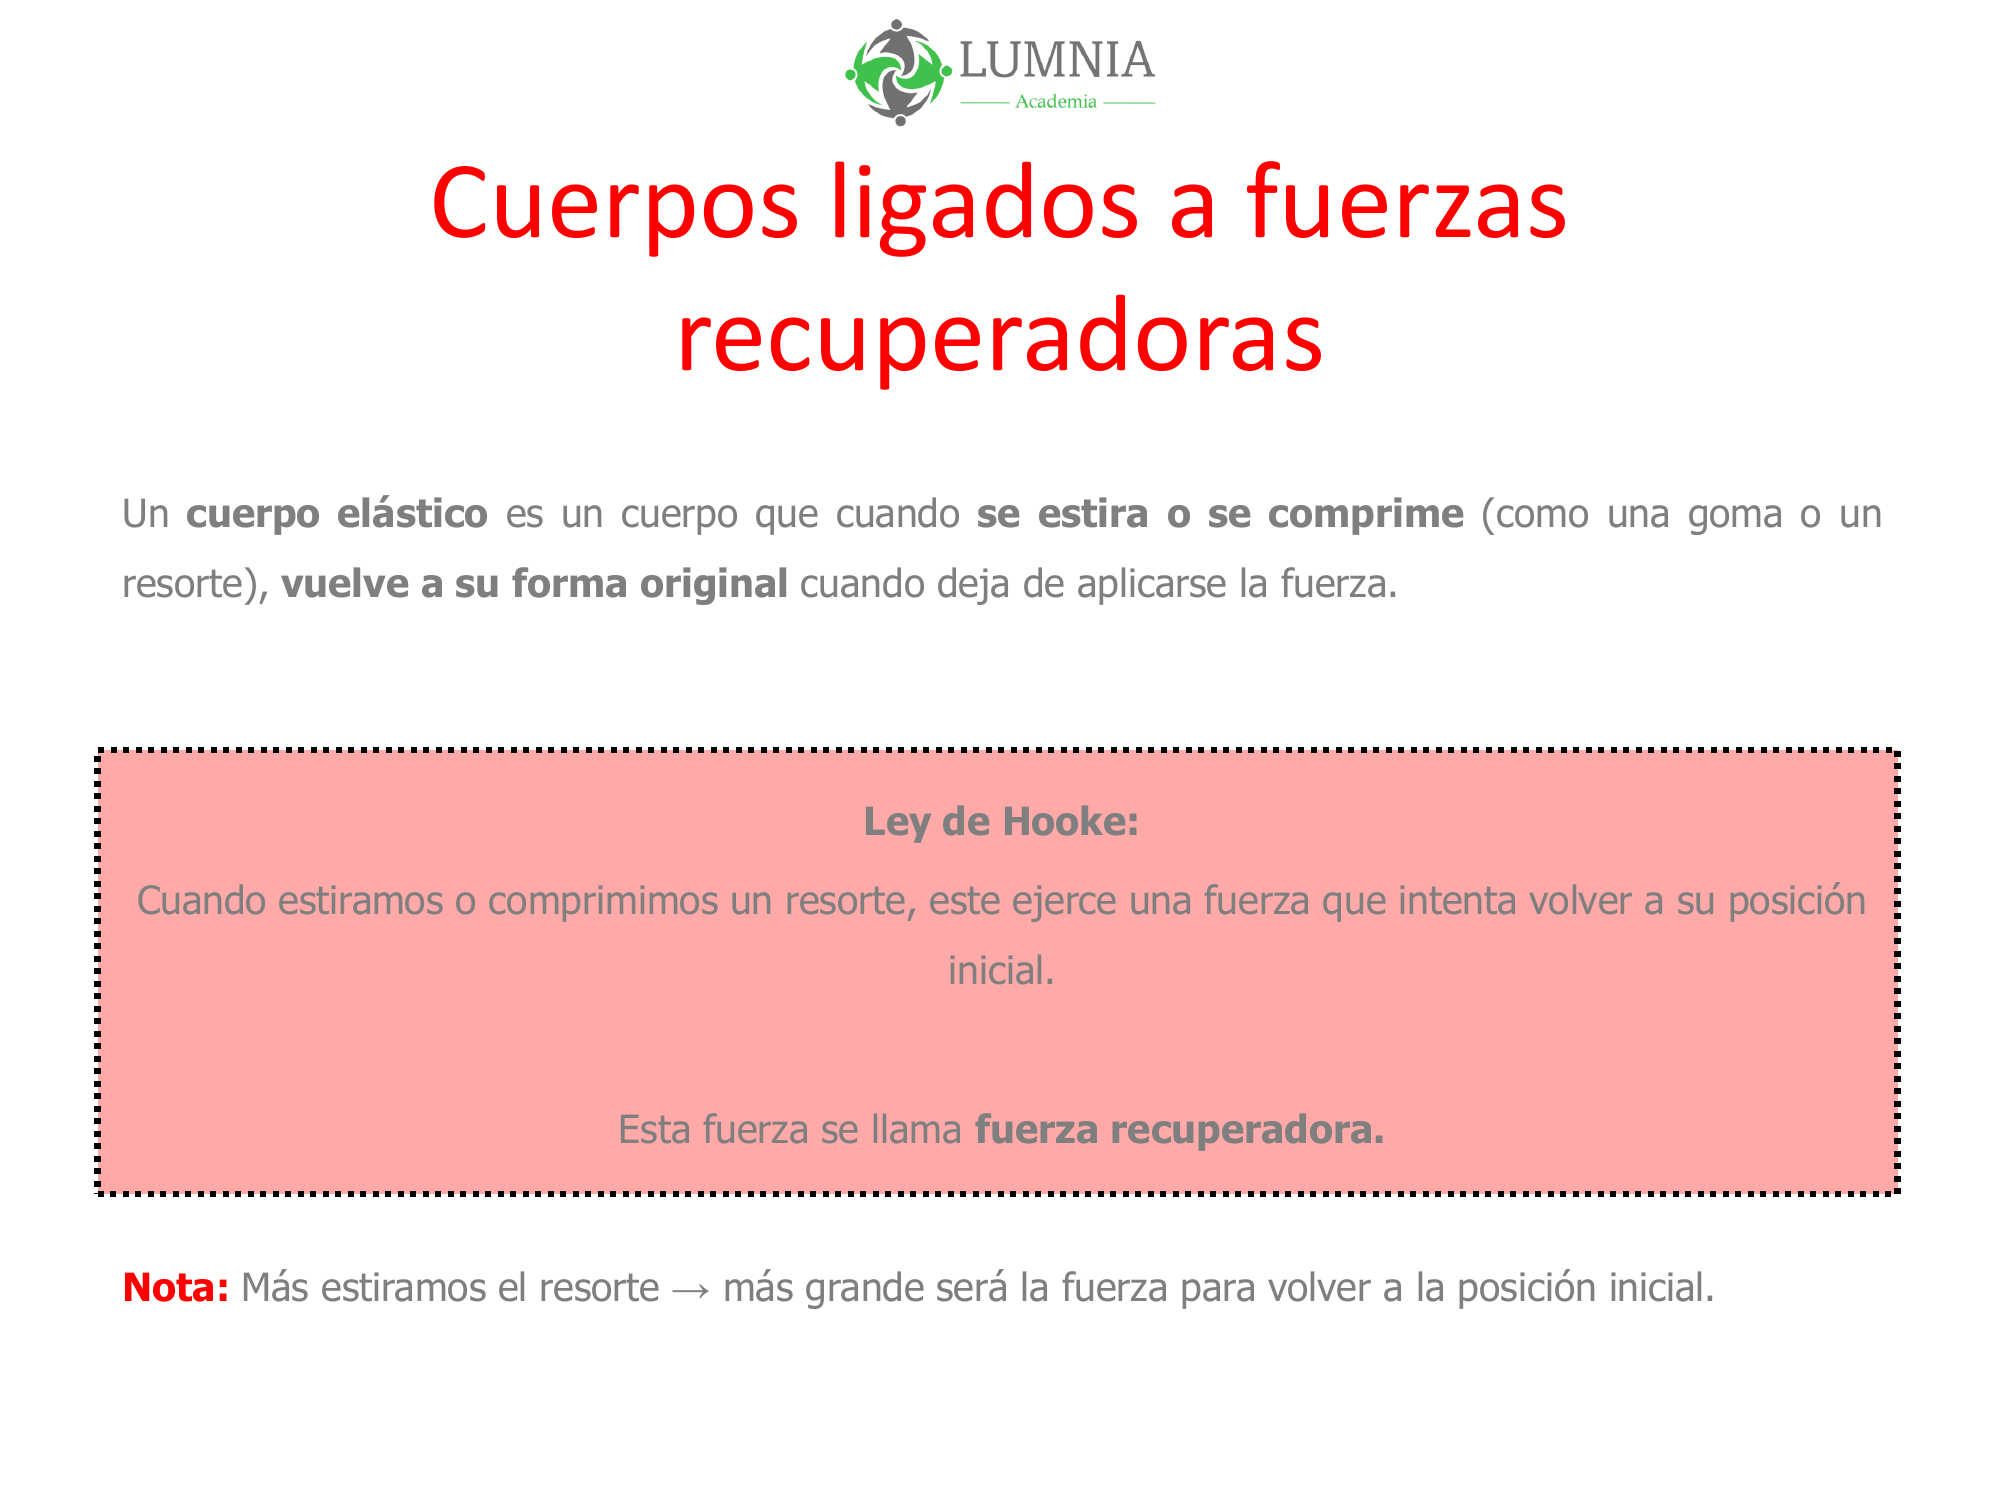 LUMNIA
Academia
Cuerpos ligados a fuerzas
recuperadoras
Un cuerpo elástico es un cuerpo que cuando se estira o se comprime (como una goma o un
resorte), vuelve a su forma original cuando deja de aplicarse la fuerza.
Ley de Hooke:
Cuando estiramos o comprimimos un resorte, este ejerce una fuerza que intenta volver a su posición
inicial.
Esta fuerza se llama fuerza recuperadora.
Nota: Más estiramos el resorte → más grande será la fuerza para volver a la posición inicial.